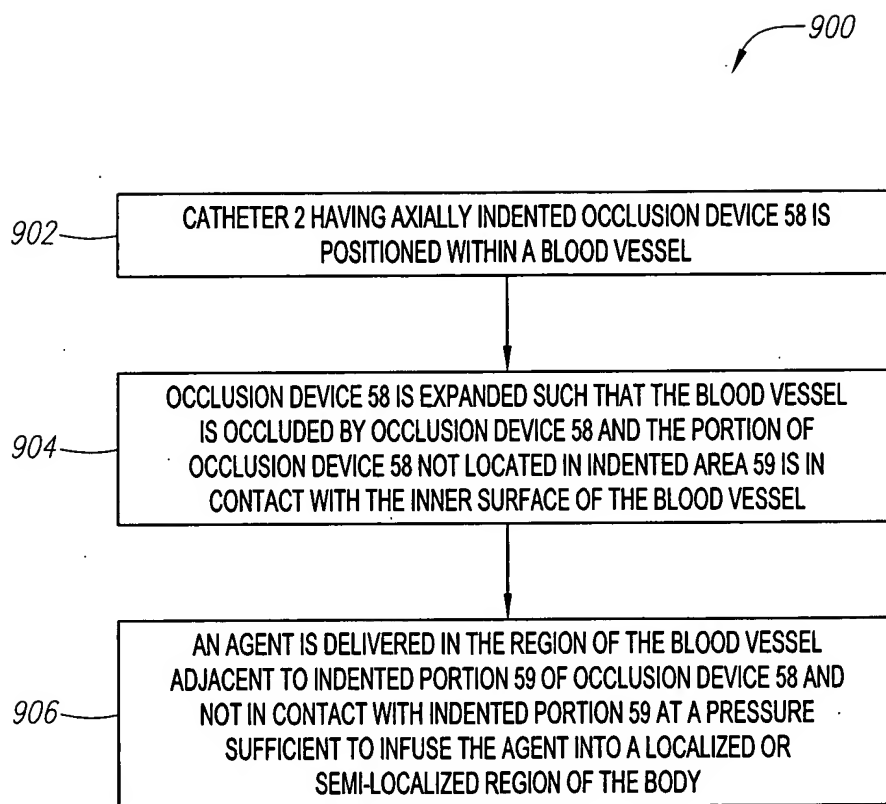 900
902
CATHETER 2 HAVING AXIALLY INDENTED OCCLUSION DEVICE 58 IS
POSITIONED WITHIN A BLOOD VESSEL
904
OCCLUSION DEVICE 58 IS EXPANDED SUCH THAT THE BLOOD VESSEL
IS OCCLUDED BY OCCLUSION DEVICE 58 AND THE PORTION OF
OCCLUSION DEVICE 58 NOT LOCATED IN INDENTED AREA 59 IS IN
CONTACT WITH THE INNER SURFACE OF THE BLOOD VESSEL
906
AN AGENT IS DELIVERED IN THE REGION OF THE BLOOD VESSEL
ADJACENT TO INDENTED PORTION 59 OF OCCLUSION DEVICE 58 AND
NOT IN CONTACT WITH INDENTED PORTION 59 AT A PRESSURE
SUFFICIENT TO INFUSE THE AGENT INTO A LOCALIZED OR
SEMI-LOCALIZED REGION OF THE BODY